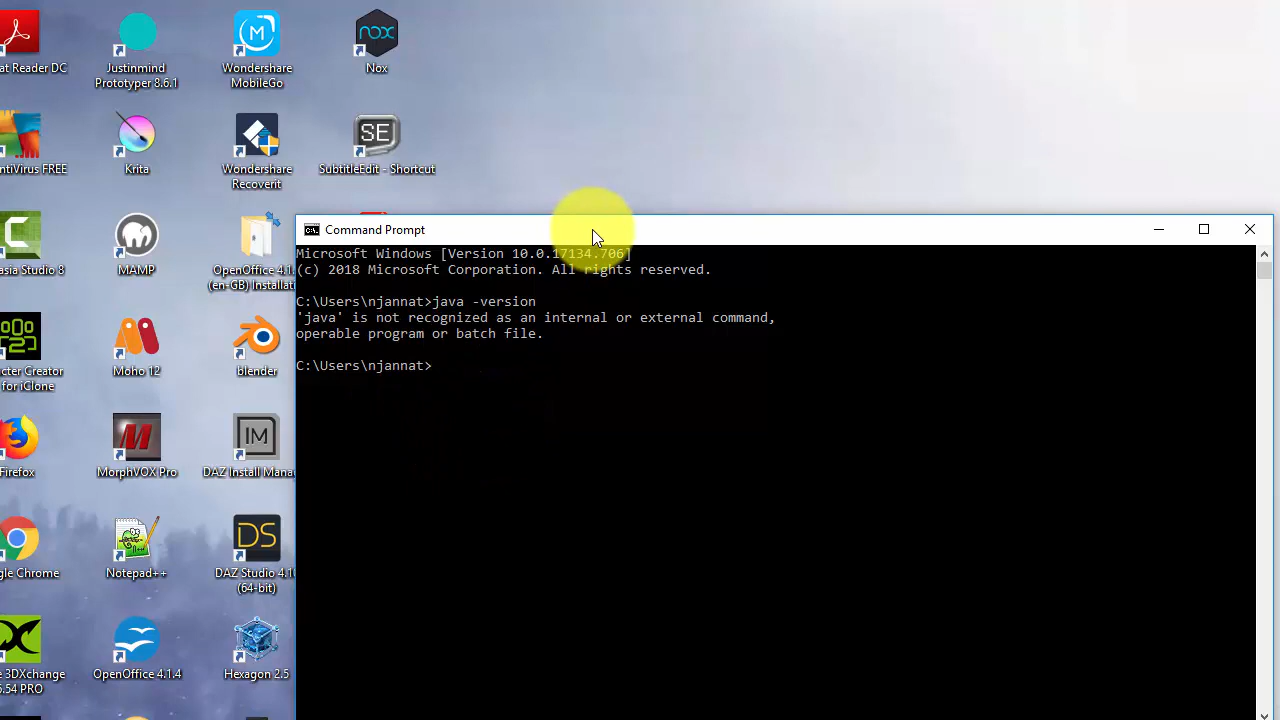 at Reader DC
Justinmind
Prototyper 8.6.1
Wondershare
MobileGo
Nox
ntiVirus FREE
Krita
Wondershare
Recoverit
SE
SubtitleEdit - Shortcut
asia Studio 8
MAMP
OpenOffice 4.1.
(en-GB) Installat
Command Prompt
Microsoft Windows [Version 10.0.17134.706]
(c) 2018 Microsoft Corporation. All rights reserved.
C:\Users\njannat>java -version
'java' is not recognized as an internal or external command,
operable program or batch file.
C:\Users\njannat>
cter Creator
for iClone
Moho 12
blender
Firefox
MorphVOX Pro
IM
DAZ Install Mana
gle Chrome
Notepad++
DS
DAZ Studio 4.1
(64-bit)
e 3DXchange
5.54 PRO
OpenOffice 4.1.4
Hexagon 2.5